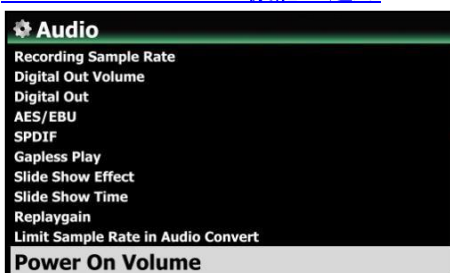 Audio
Recording Sample Rate
Digital Out Volume
Digital Out
AES/EBU
SPDIF
Gapless Play
Slide Show Effect
Slide Show Time
Replaygain
Limit Sample Rate in Audio Convert
Power On Volume